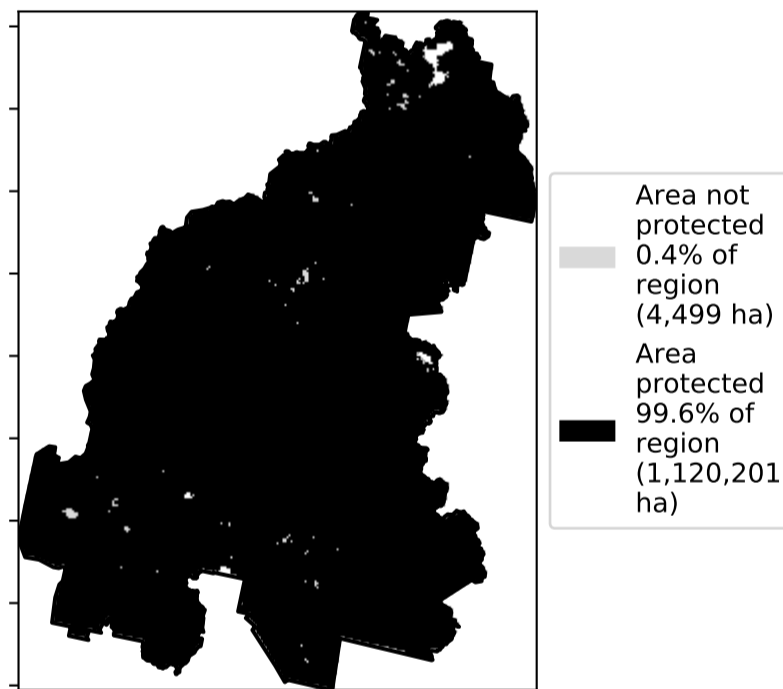 Area not
protected
0.4% of
region
(4,499 ha)
Area
protected
99.6% of
region
(1,120,201
ha)